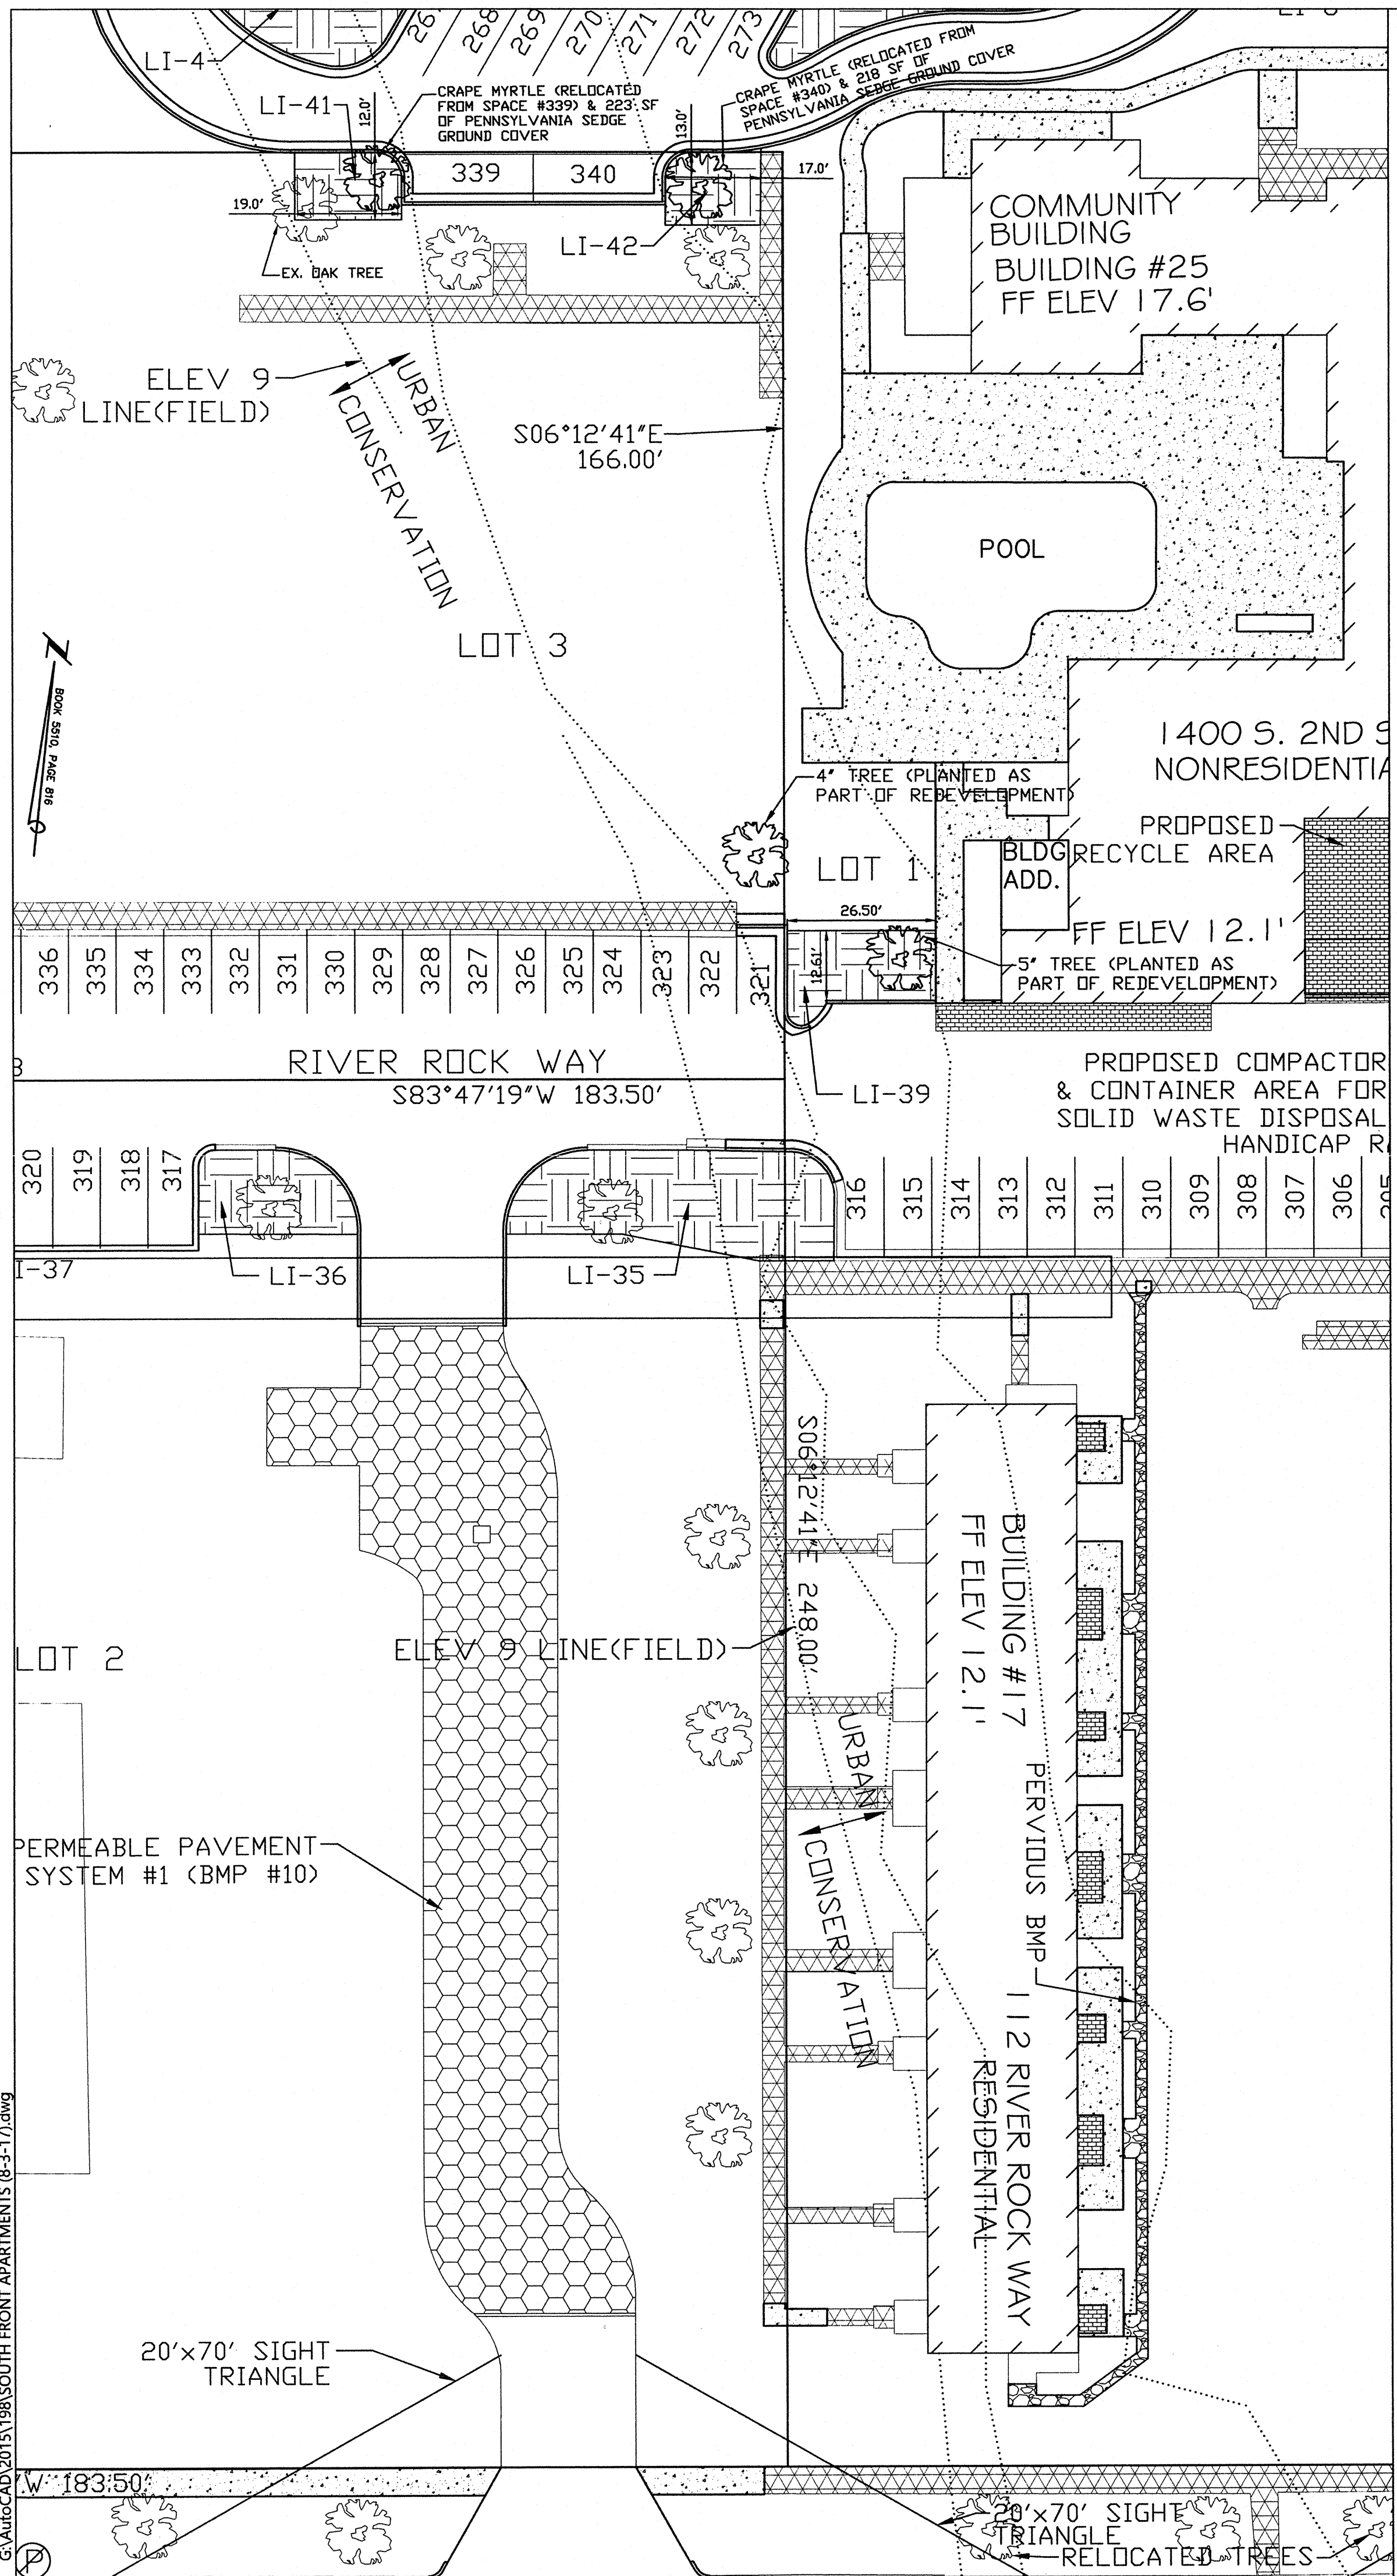 LI-4
267
268
269
270
271
272
273
LI-41
12.0'
CRAPE MYRTLE (RELOCATED
FROM SPACE #339) & 223 SF
OF PENNSYLVANIA SEDGE
GROUND COVER
13.0'
CRAPE MYRTLE (RELOCATED FROM
SPACE #340) & 218 SF OF
PENNSYLVANIA SEDGE GROUND COVER
339
340
17.0'
19.0'
LI-42
EX. OAK TREE
COMMUNITY
BUILDING
BUILDING #25
FF ELEV 17.6'
ELEV 9
LINE(FIELD)
URBAN
CONSERVATION
S06°12'41"E
166.00'
POOL
LOT 3
BOOK 5510, PAGE 816
1400 S. 2ND S
NONRESIDENTIA
4" TREE (PLANTED AS
PART OF REDEVELOPMENT)
PROPOSED
RECYCLE AREA
LOT 1
BLDG
ADD.
26.50'
12.61'
FF ELEV 12.1'
5" TREE (PLANTED AS
PART OF REDEVELOPMENT)
336
335
334
333
332
331
330
329
328
327
326
325
324
323
322
321
RIVER ROCK WAY
S83°47'19"W 183.50'
LI-39
PROPOSED COMPACTOR
& CONTAINER AREA FOR
SOLID WASTE DISPOSAL
HANDICAP R
320
319
318
317
316
315
314
313
312
311
310
309
308
307
306
305
I-37
LI-36
LI-35
S06°12'41"E 248.00'
BUILDING #17
FF ELEV 12.1'
LOT 2
ELEV 9 LINE(FIELD)
URBAN
CONSERVATION
PERVIOUS BMP
PERMEABLE PAVEMENT
SYSTEM #1 (BMP #10)
112 RIVER ROCK WAY
RESIDENTIAL
20'x70' SIGHT
TRIANGLE
G:\AutoCAD\2015\198\SOUTH FRONT APARTMENTS (8-3-17).dwg
W 183.50'
20'x70' SIGHT
TRIANGLE
RELOCATED TREES
P